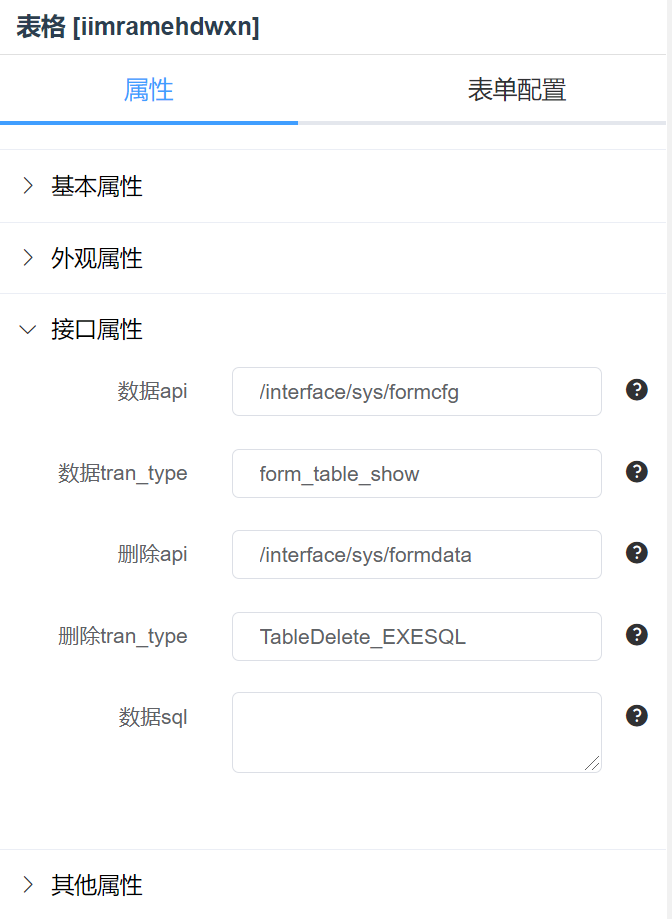 表格 [iimramehdwxn]
属性 表单配置
基本属性
外观属性
接口属性
数据api /interface/sys/formcfg
数据tran_type form_table_show
删除api /interface/sys/formdata
删除tran_type TableDelete_EXESQL
数据sql
其他属性